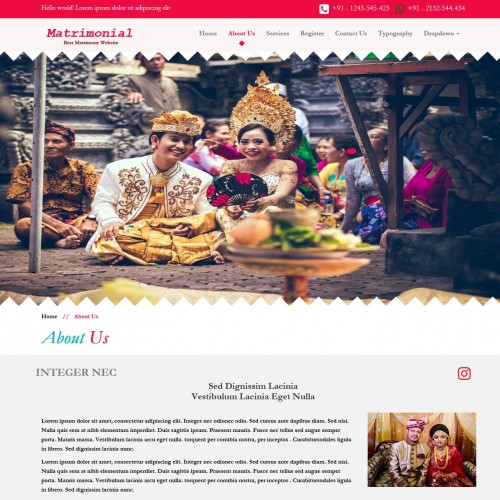 Hello world! Lorem ipsum dolor sit adipiscing elit
+91 - 1243-545-423
+91 - 2132-544-434
Matrimonial
Best Matrimony Website
Home
About Us
Services
Register
Contact Us
Typography
Dropdown
Home // About Us
About Us
INTEGER NEC
Sed Dignissim Lacinia
Vestibulum Lacinia Eget Nulla
Lorem ipsum dolor sit amet, consectetur adipiscing elit. Integer nec odionec odio. Sed cursus ante dapibus diam. Sed nisi.
Nulla quis sem at nibh elementum imperdiet. Duis sagittis ipsum. Praesent mauris. Fusce nec tellus sed augue semper
porta. Mauris massa. Vestibulum lacinia arcu eget nulla. torquent per conubia nostra, per inceptos . Curabitursodales ligula
in libero. Sed dignissim lacinia nunc.
Lorem ipsum dolor sit amet, consectetur adipiscing elit. Integer nec odionec odio. Sed cursus ante dapibus diam. Sed nisi.
Nulla quis sem at nibh elementum imperdiet. Duis sagittis ipsum. Praesent mauris. Fusce nec tellus sed augue semper
porta. Mauris massa. Vestibulum lacinia arcu eget nulla. torquent per conubia nostra, per inceptos . Curabitursodales ligula
in libero. Sed dignissim lacinia nunc.